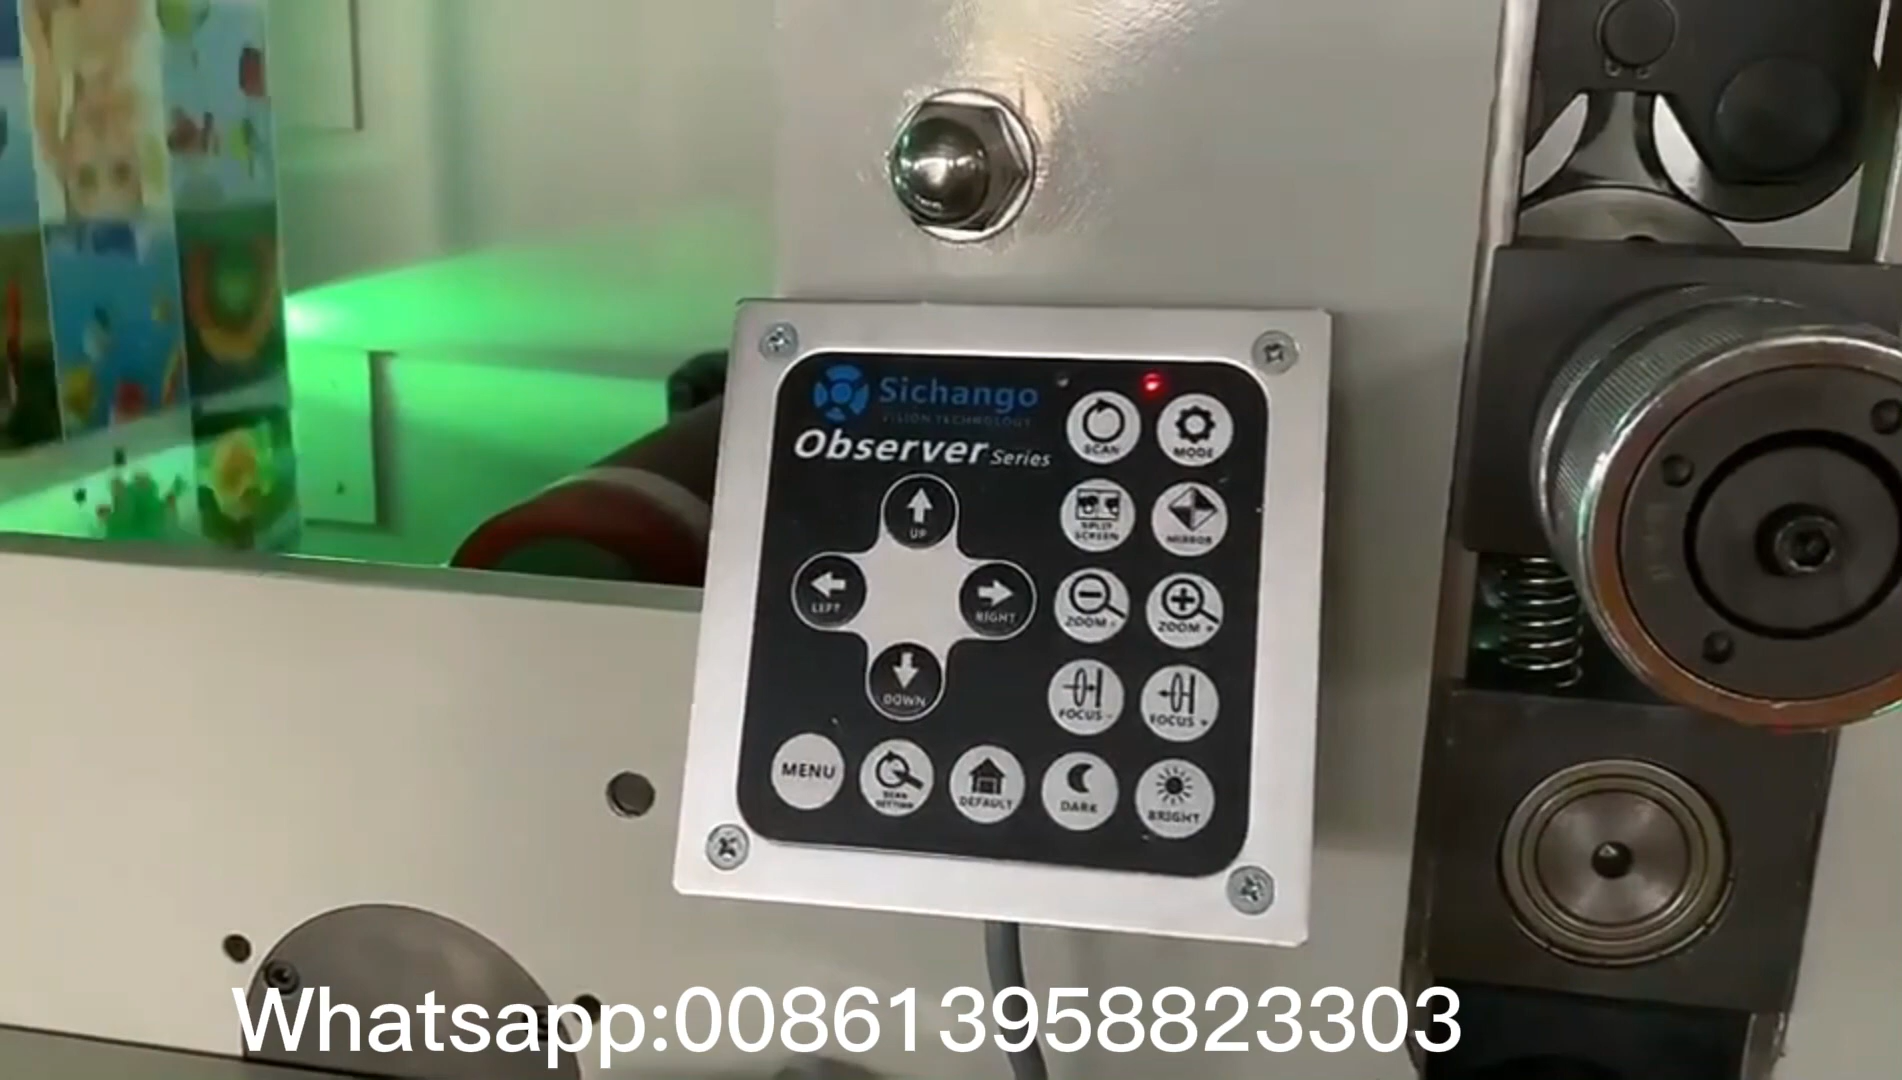 Sichango
VISION TECHNOLOGY
Observer Series
SCAN
MODE
UP
SPLIT
SCREEN
MIRROR
LEFT
RIGHT
ZOOM -
ZOOM +
DOWN
FOCUS -
FOCUS +
MENU
SCAN
SETTING
DEFAULT
DARK
BRIGHT
Whatsapp:008613958823303